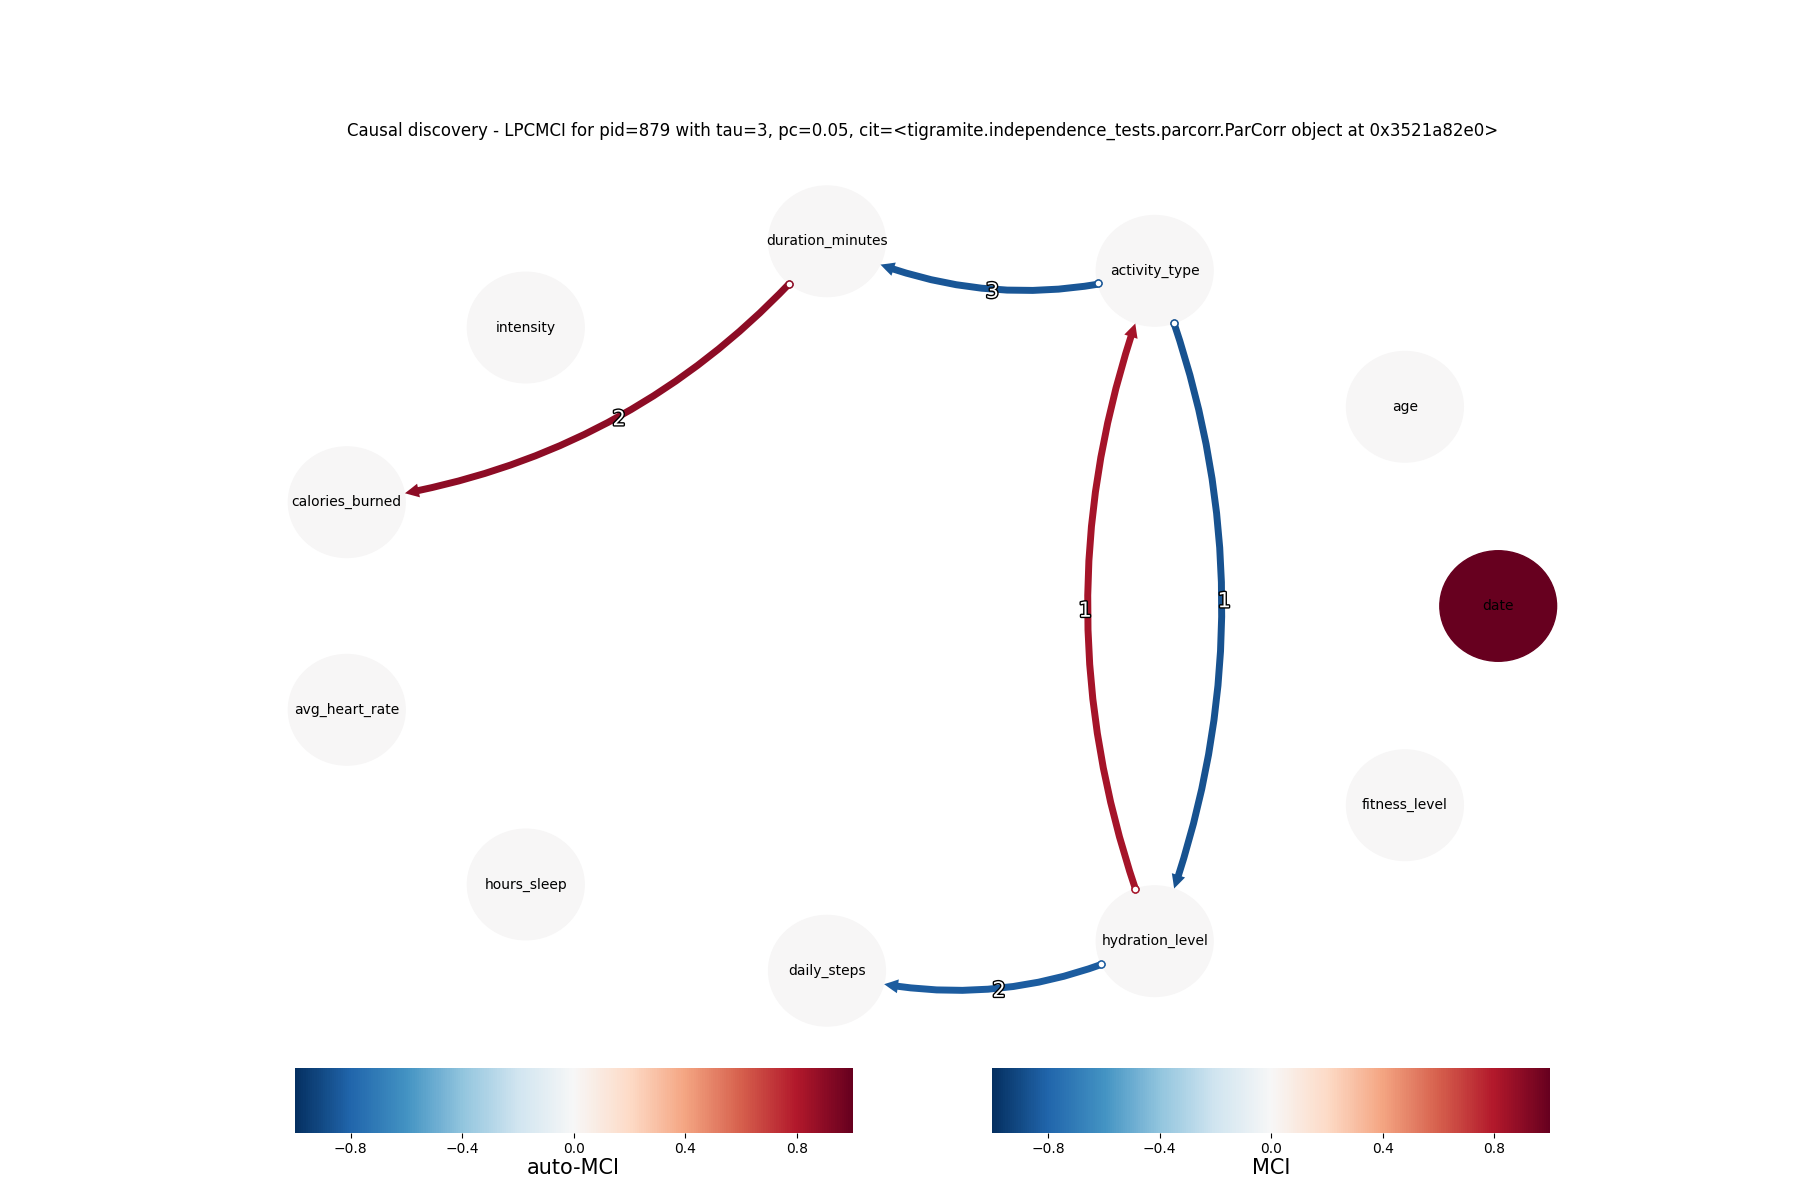 Causal discovery - LPCMCI for pid=879 with tau=3, pc=0.05, cit=<tigramite.independence_tests.parcorr.ParCorr object at 0x3521a82e0>
duration_minutes
activity_type
3
intensity
age
2
calories_burned
date
1
1
avg_heart_rate
fitness_level
hours_sleep
hydration_level
daily_steps
2
−0.8 −0.4 0.0 0.4 0.8
auto-MCI
−0.8 −0.4 0.0 0.4 0.8
MCI